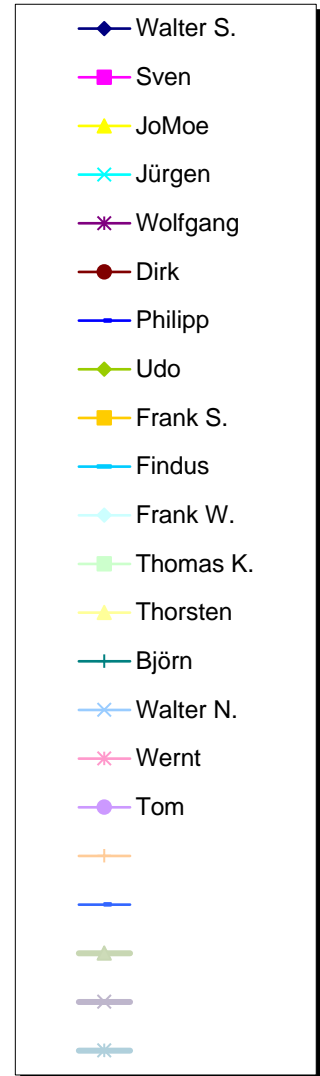 Walter S.
Sven
JoMoe
Jürgen
Wolfgang
Dirk
Philipp
Udo
Frank S.
Findus
Frank W.
Thomas K.
Thorsten
Björn
Walter N.
Wernt
Tom